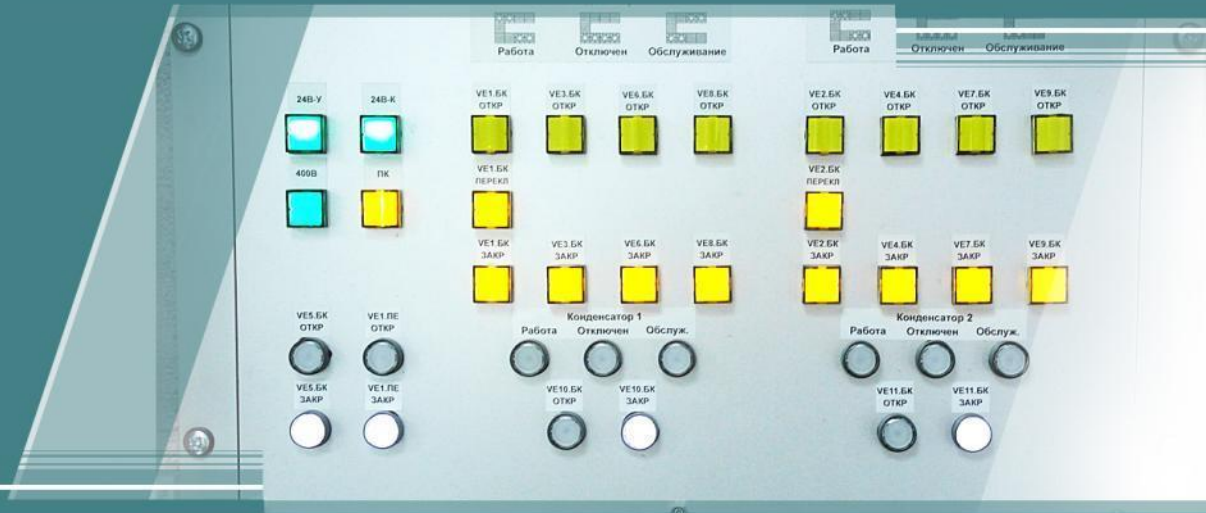 Работа Отключен Обслуживание Работа Отключен Обслуживание
24В-У 24В-К VE1.БК VE3.БК VE6.БК VE8.БК VE2.БК VE4.БК VE7.БК VE9.БК
ОТКР ОТКР ОТКР ОТКР ОТКР ОТКР ОТКР ОТКР
400В ПК VE1.БК VE2.БК
ПЕРЕКЛ ПЕРЕКЛ
VE1.БК VE3.БК VE6.БК VE8.БК VE2.БК VE4.БК VE7.БК VE9.БК
ЗАКР ЗАКР ЗАКР ЗАКР ЗАКР ЗАКР ЗАКР ЗАКР
VE5.БК VE1.ПЕ Конденсатор 1 Конденсатор 2
ОТКР ОТКР Работа Отключен Обслуж. Работа Отключен Обслуж.
VE5.БК VE1.ПЕ VE10.БК VE10.БК VE11.БК VE11.БК
ЗАКР ЗАКР ОТКР ЗАКР ОТКР ЗАКР